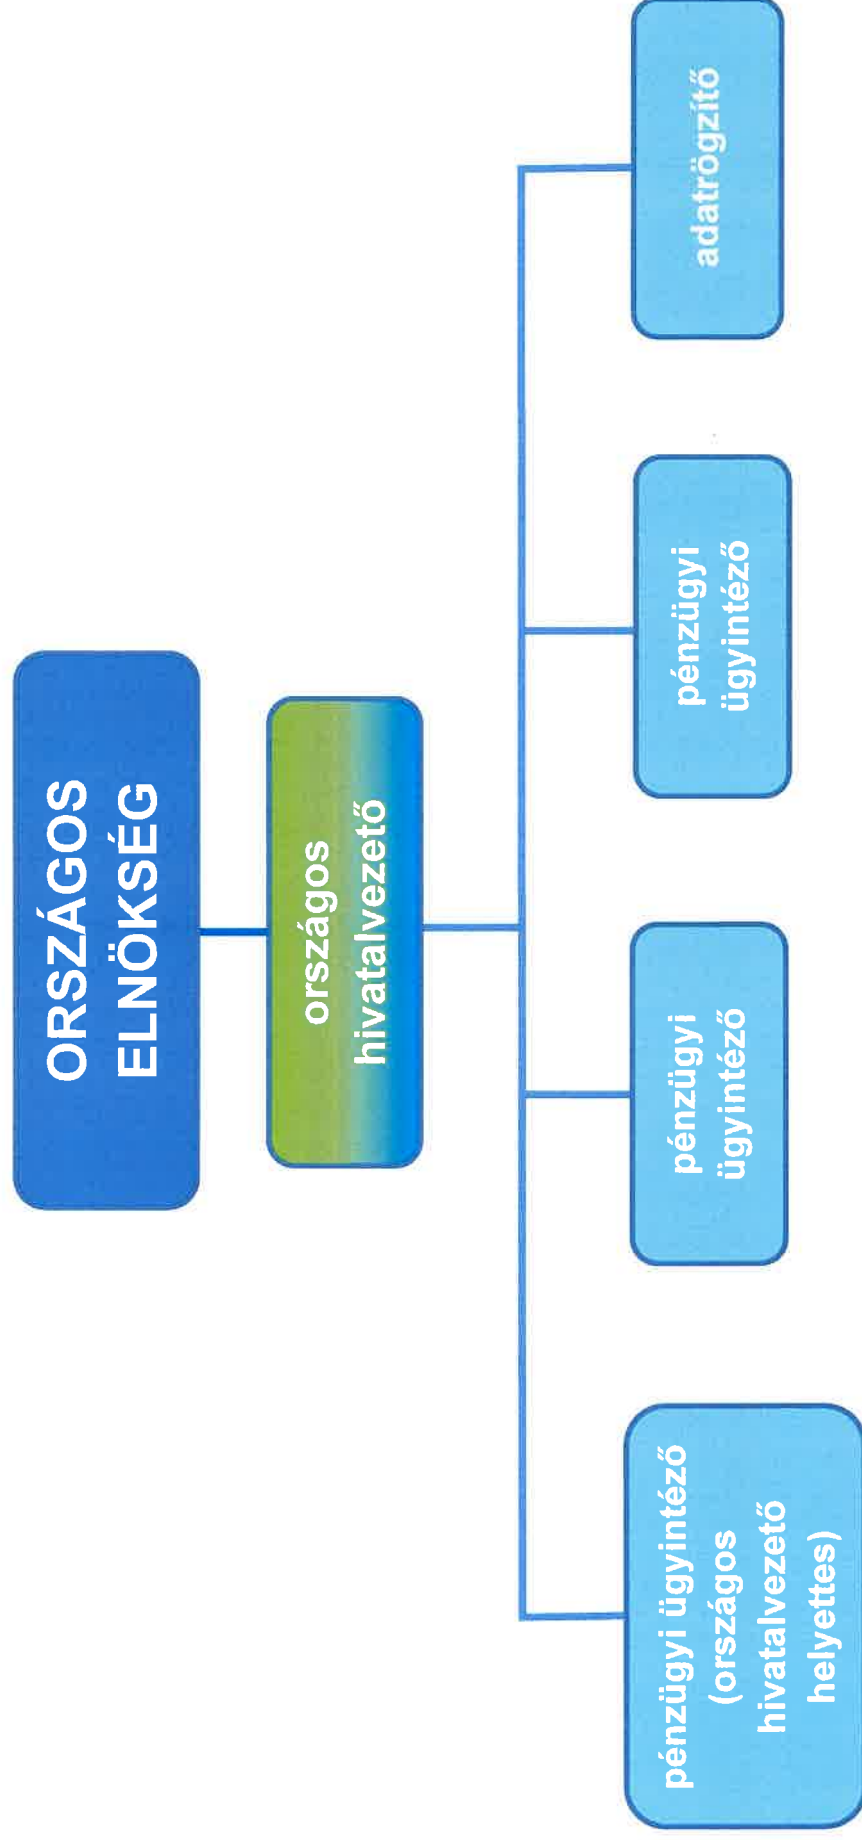 ORSZÁGOS
ELNÖKSÉG
országos
hivatalvezető
pénzügyi ügyintéző
(országos
hivatalvezető
helyettes)
pénzügyi
ügyintéző
pénzügyi
ügyintéző
adatrögzítő